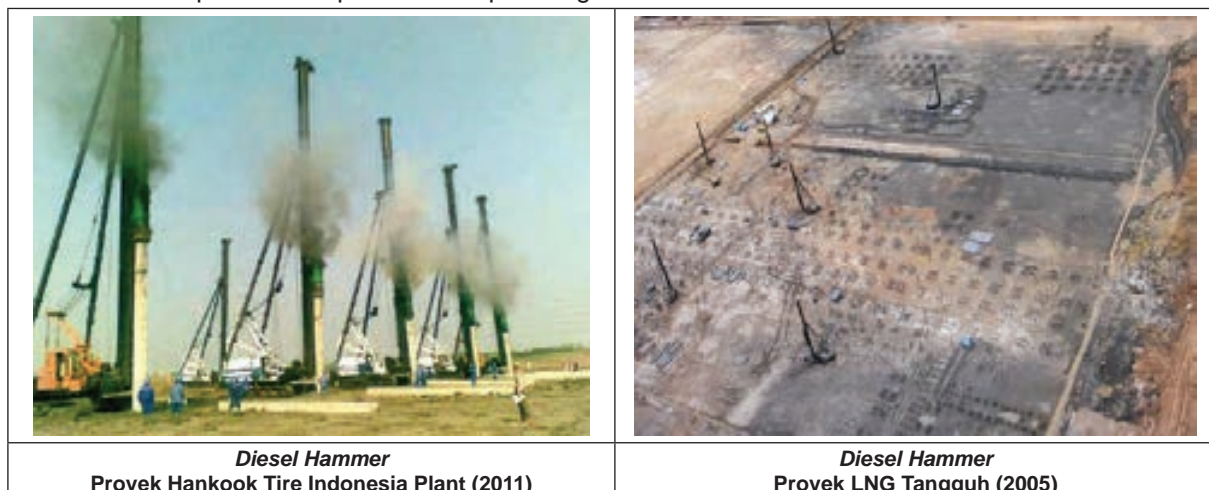 Diesel Hammer
Proyek Hankook Tire Indonesia Plant (2011)
Diesel Hammer
Proyek LNG Tangguh (2005)